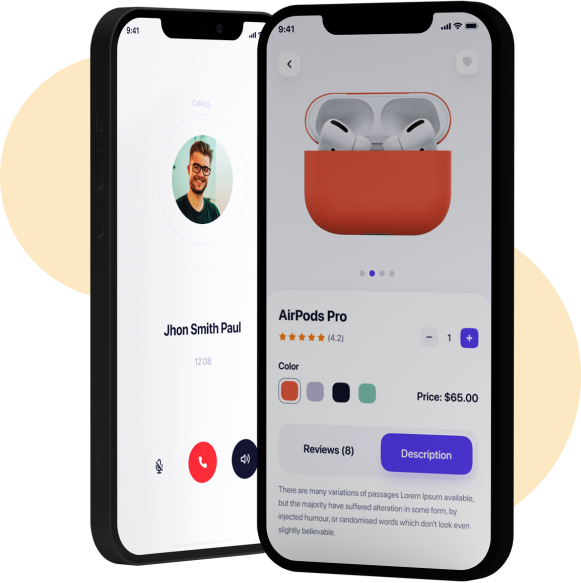 9:41
Calling...
Jhon Smith Paul
12:08
9:41
AirPods Pro
(4.2)
− 1 +
Color
Price: $65.00
Reviews (8)
Description
There are many variations of passages Lorem Ipsum available,
but the majority have suffered alteration in some form, by
injected humour, or randomised words which don't look even
slightly believable.